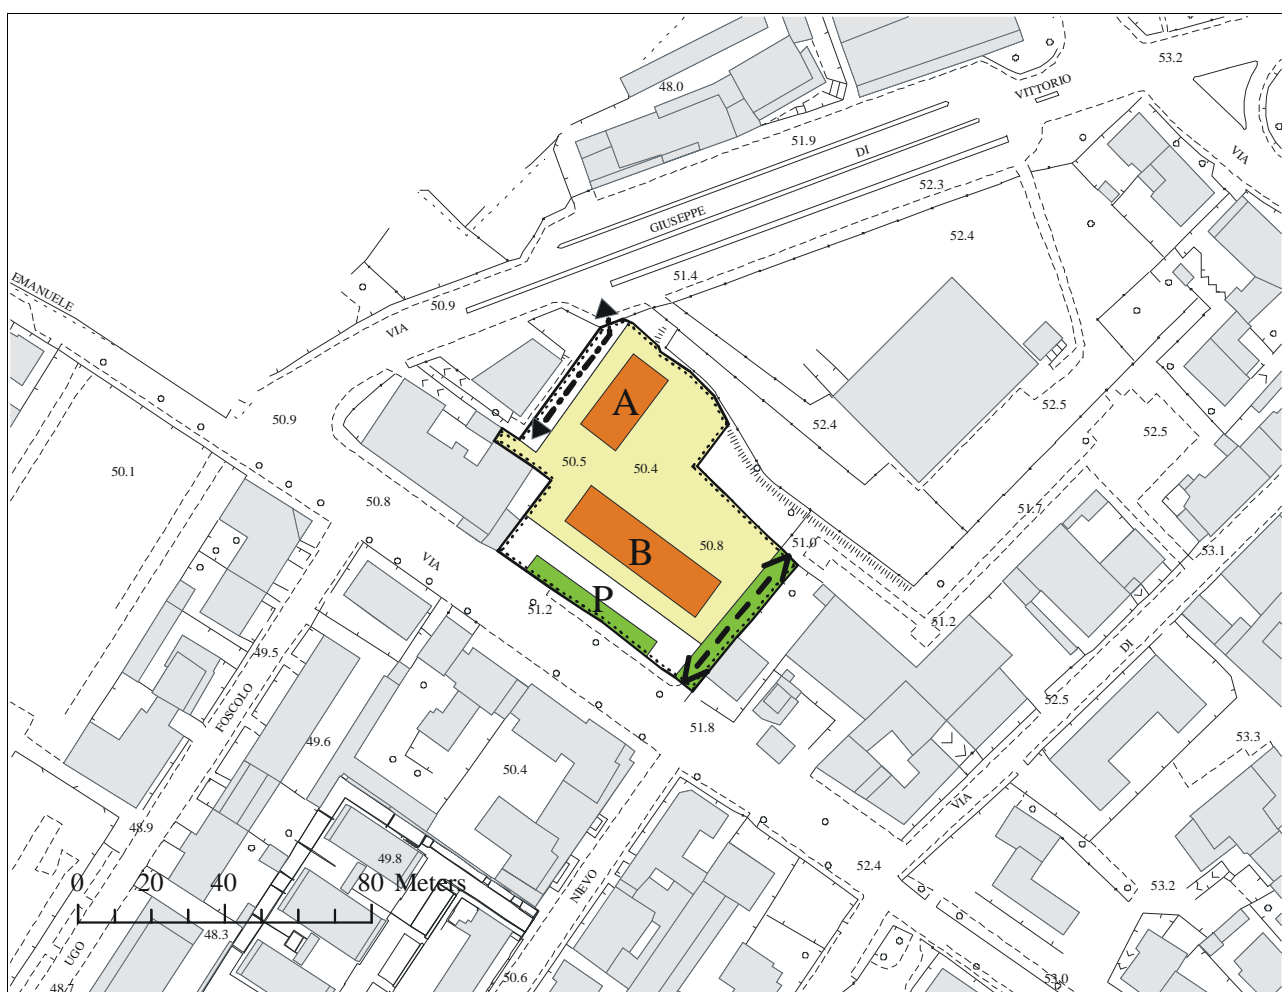 53.2
VITTORIO
48.0
51.9
DI
VIA
52.3
GIUSEPPE
52.4
51.4
EMANUELE
50.9
VIA
A
52.5
50.9
52.4
52.5
50.1
50.5
50.4
50.8
51.7
B
50.8
51.0
53.1
VIA
P
51.2
51.2
DI
49.5
FOSCOLO
52.5
51.8
49.6
53.3
50.4
VIA
48.9
49.8
52.4
0 20 40 80 Meters
NIEVO
53.2
48.3
UGO
50.6
53.0
48.7